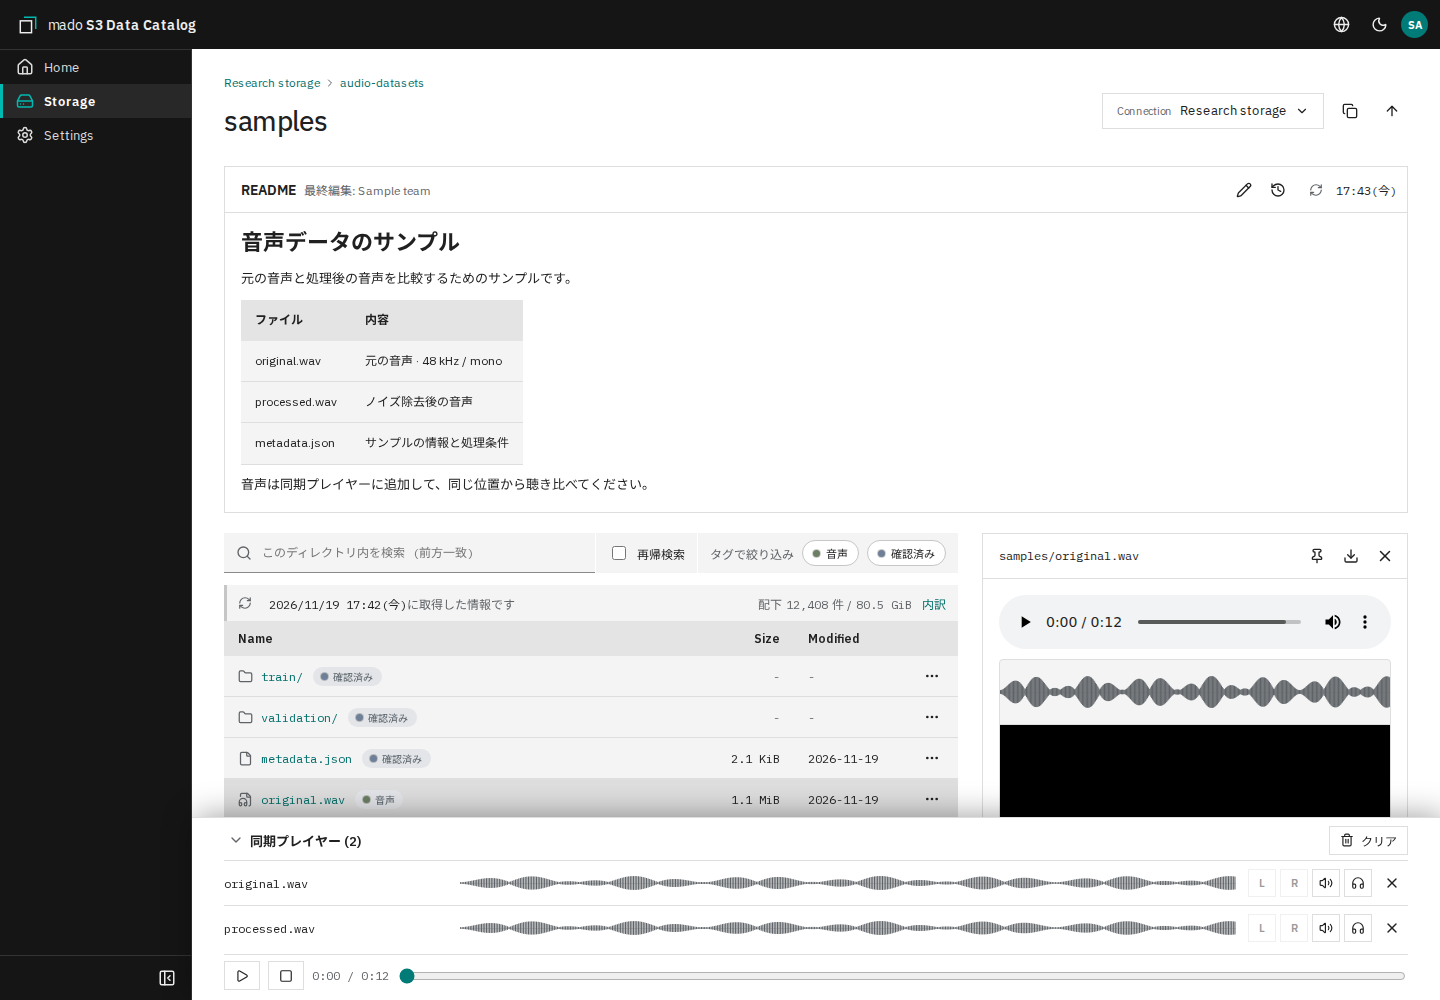 mado S3 Data Catalog
SA
Home
Storage
Settings
Research storage > audio-datasets
samples
Connection Research storage
README 最終編集: Sample team
17:43(今)
音声データのサンプル
元の音声と処理後の音声を比較するためのサンプルです。
ファイル 内容
original.wav 元の音声 · 48 kHz / mono
processed.wav ノイズ除去後の音声
metadata.json サンプルの情報と処理条件
音声は同期プレイヤーに追加して、同じ位置から聴き比べてください。
このディレクトリ内を検索 (前方一致) 再帰検索 タグで絞り込み 音声 確認済み
2026/11/19 17:42(今)に取得した情報です 配下 12,408 件 / 80.5 GiB 内訳
Name Size Modified
train/ 確認済み - -
validation/ 確認済み - -
metadata.json 確認済み 2.1 KiB 2026-11-19
original.wav 音声 1.1 MiB 2026-11-19
samples/original.wav
0:00 / 0:12
同期プレイヤー (2) クリア
original.wav L R
processed.wav L R
0:00 / 0:12